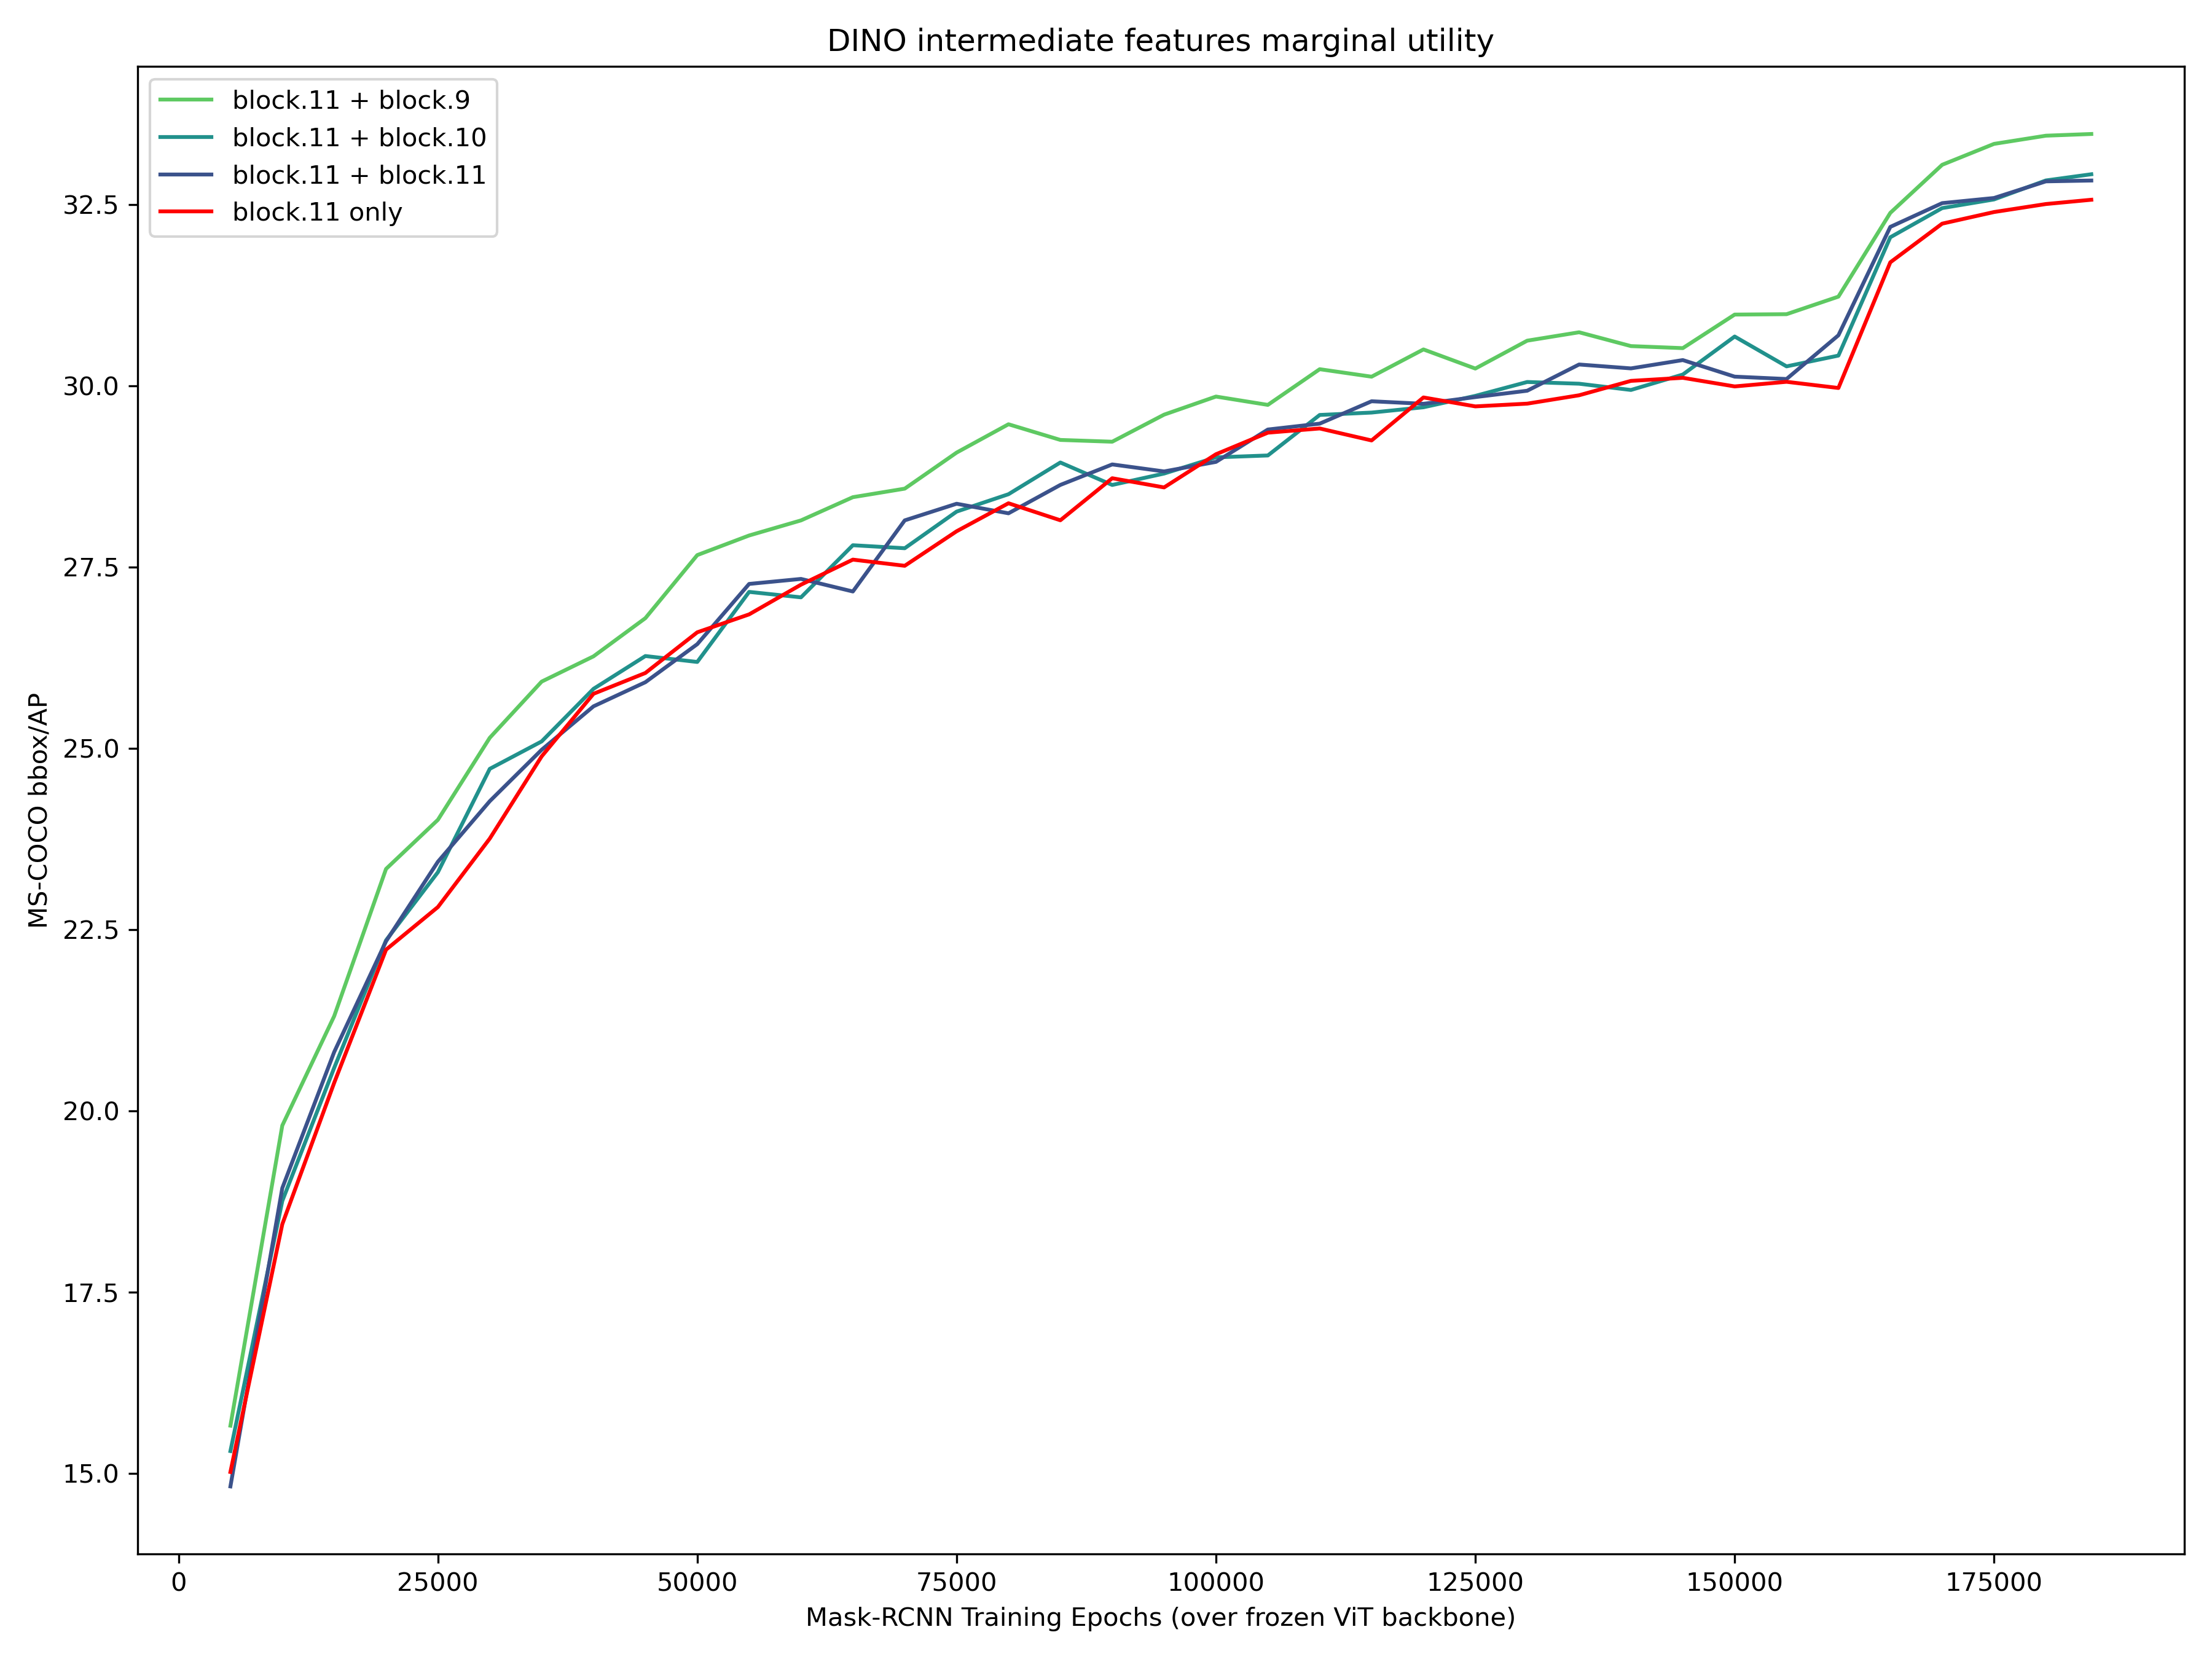 DINO intermediate features marginal utility
block.11 + block.9
block.11 + block.10
block.11 + block.11
block.11 only
MS-COCO bbox/AP
32.5
30.0
27.5
25.0
22.5
20.0
17.5
15.0
0 25000 50000 75000 100000 125000 150000 175000
Mask-RCNN Training Epochs (over frozen ViT backbone)